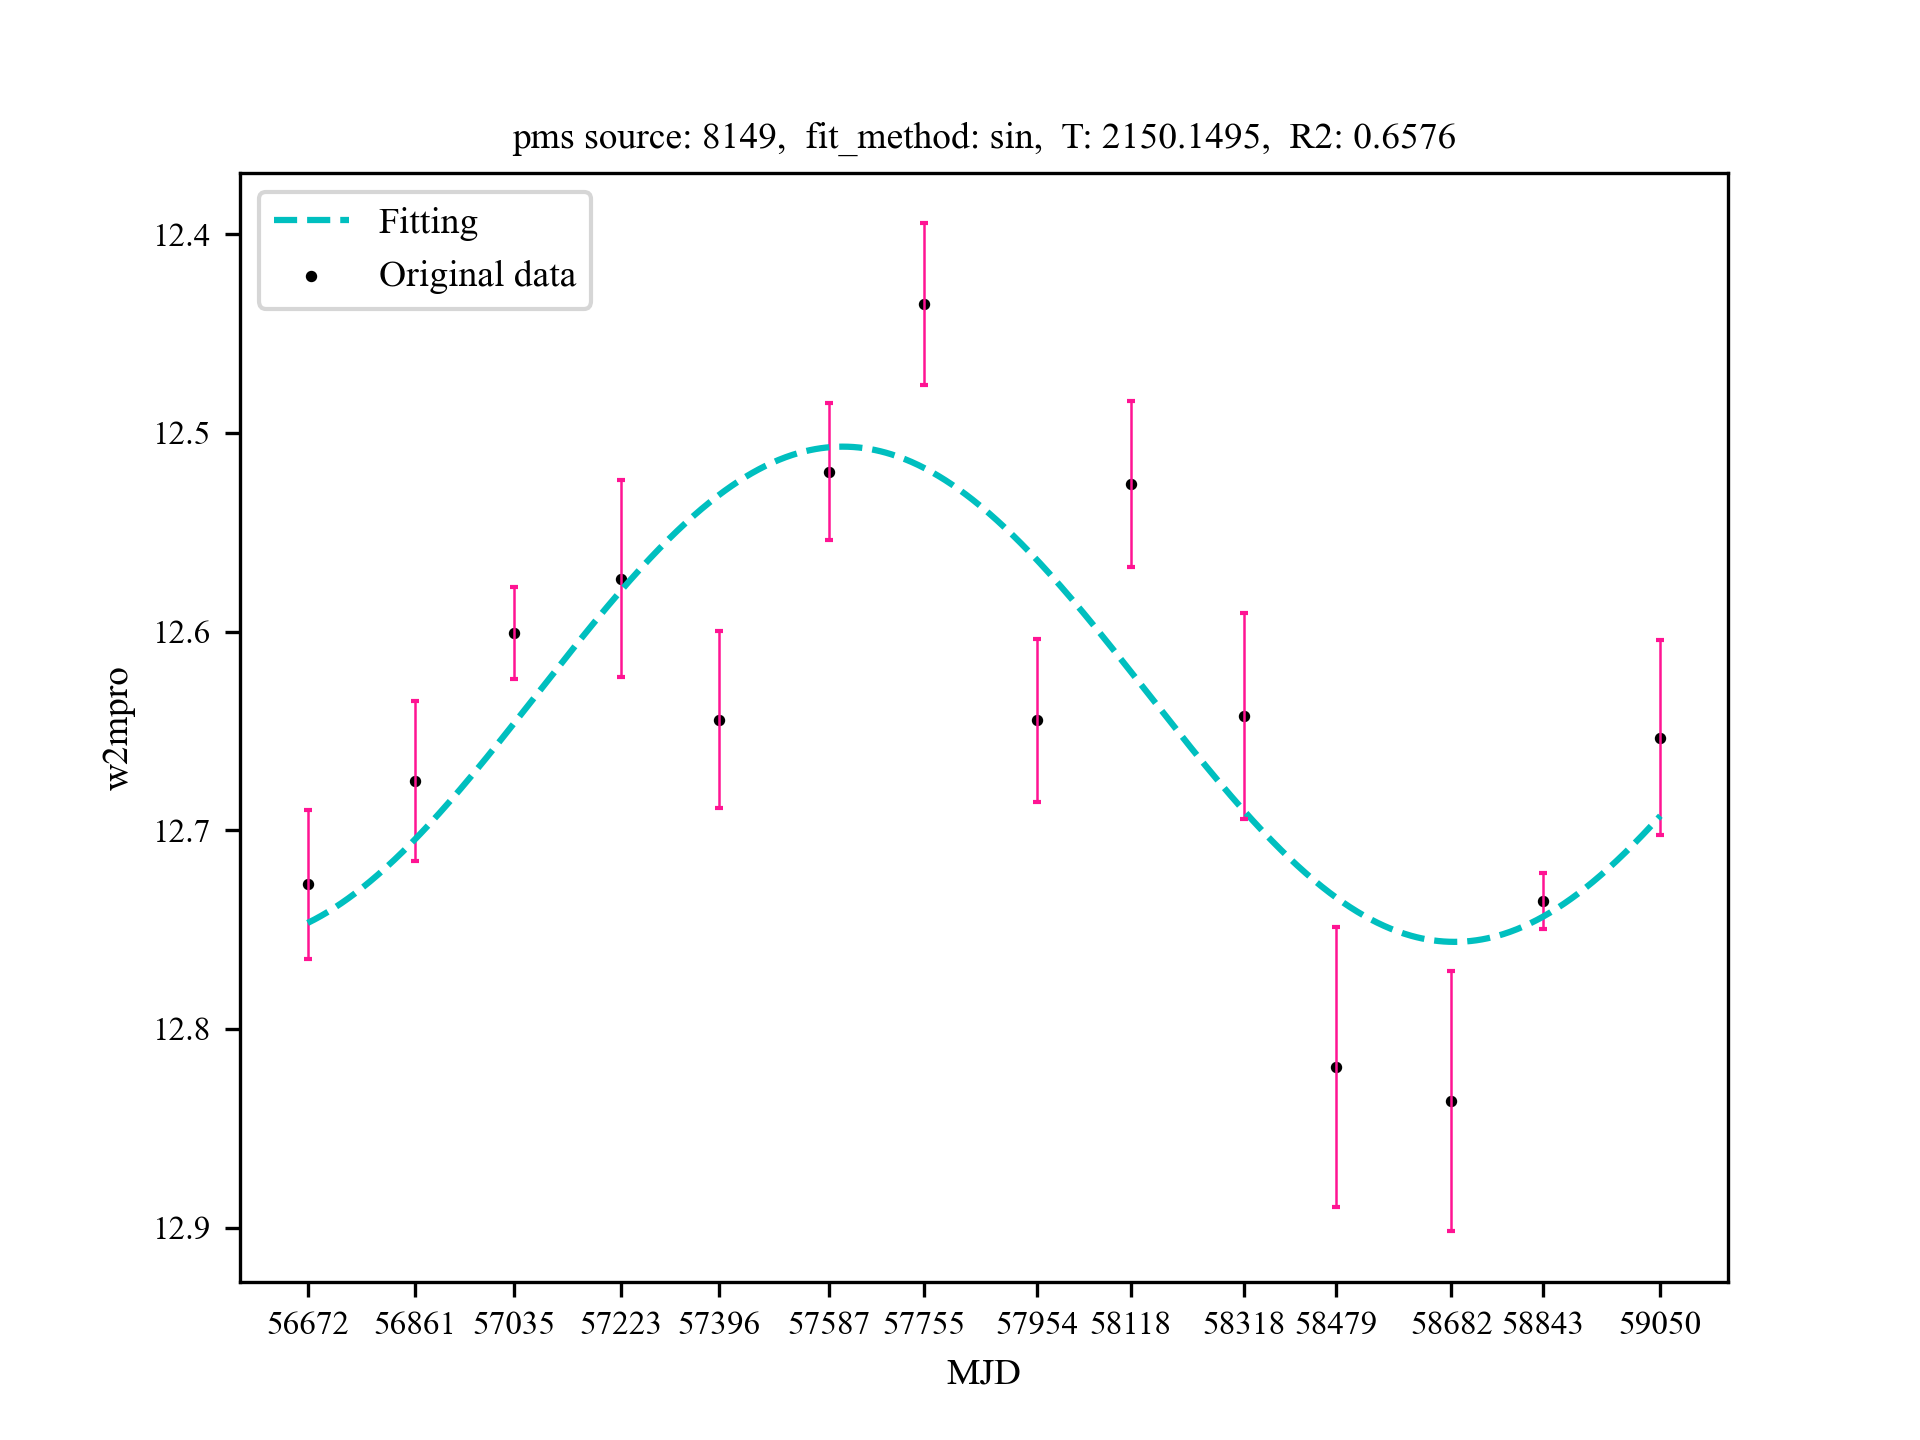 pms source: 8149,  fit_method: sin,  T: 2150.1495,  R2: 0.6576
Fitting
Original data
12.4
12.5
12.6
12.7
12.8
12.9
w2mpro
56672 56861 57035 57223 57396 57587 57755 57954 58118 58318 58479 58682 58843 59050
MJD